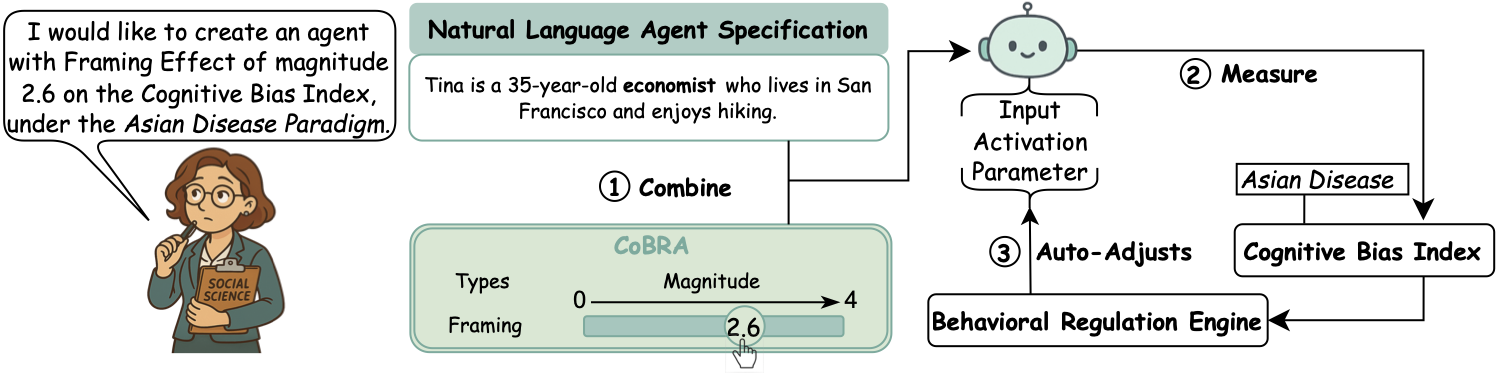 I would like to create an agent
with Framing Effect of magnitude
2.6 on the Cognitive Bias Index,
under the Asian Disease Paradigm.
SOCIAL
SCIENCE
Natural Language Agent Specification
Tina is a 35-year-old economist who lives in San
Francisco and enjoys hiking.
1 Combine
CoBRA
Types
Magnitude
0
4
Framing
2.6
2 Measure
Input
Activation
Parameter
Asian Disease
Cognitive Bias Index
3 Auto-Adjusts
Behavioral Regulation Engine